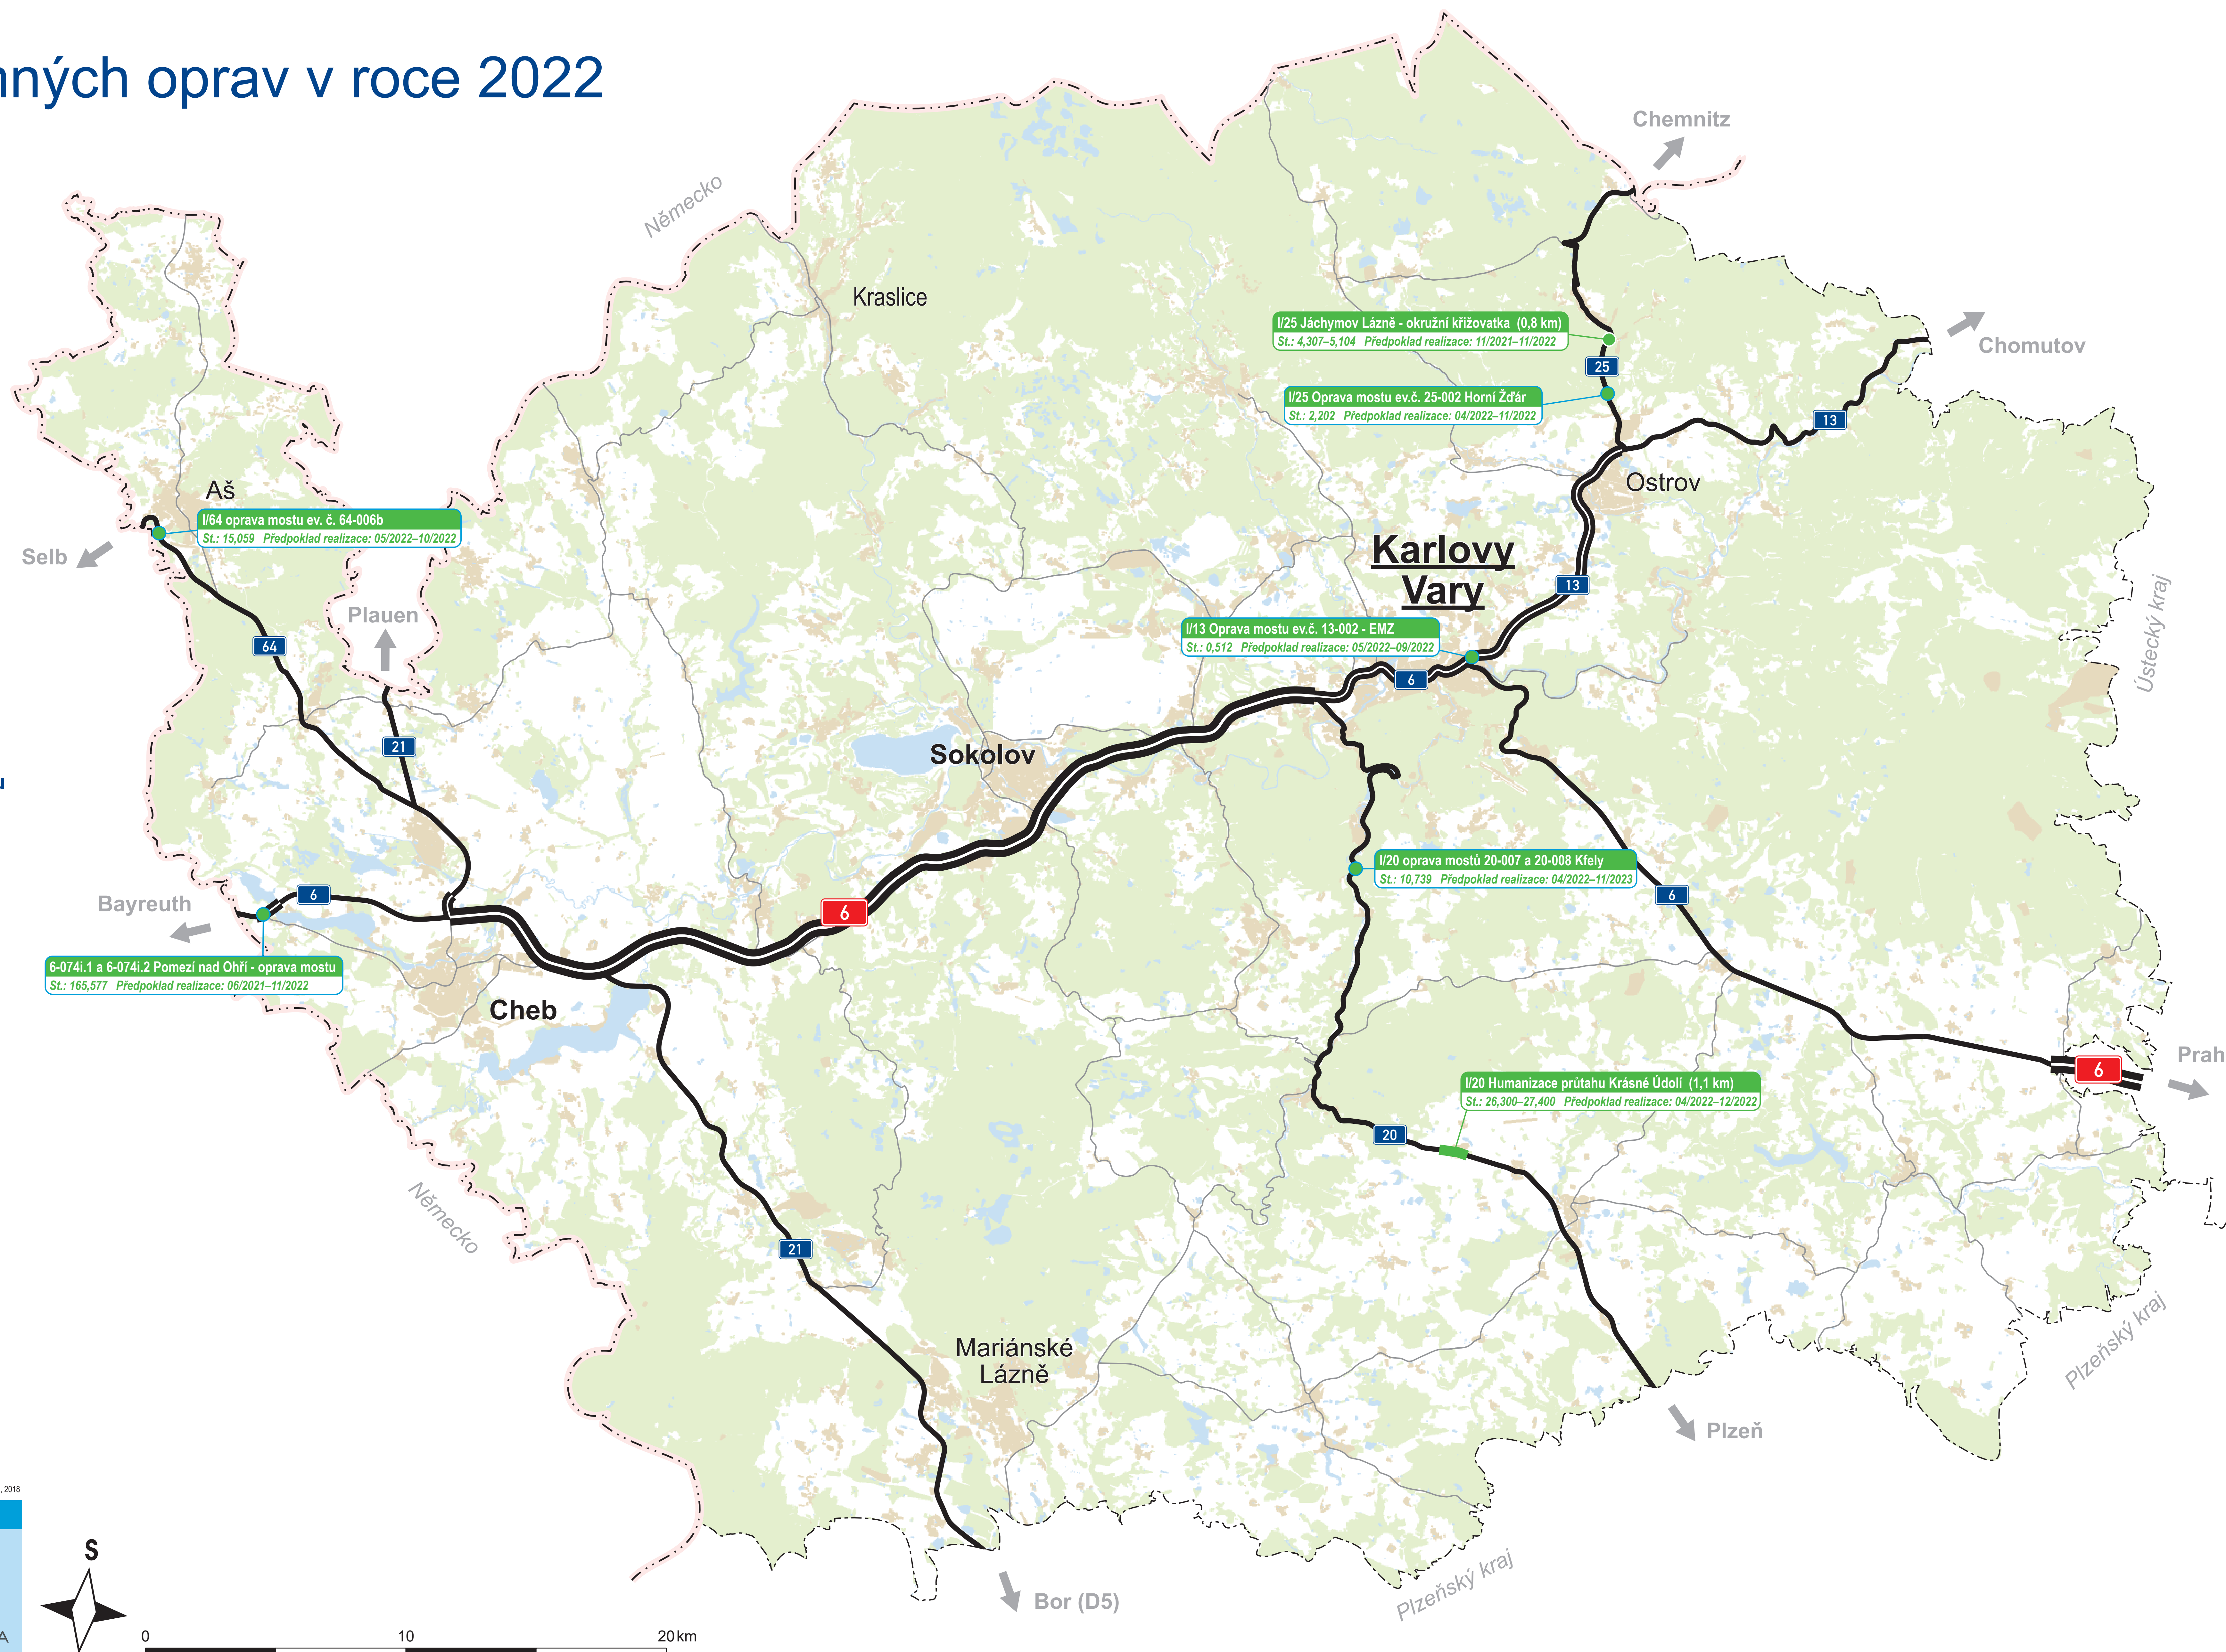 ných oprav v roce 2022
Chemnitz
Německo
Kraslice
I/25 Jáchymov Lázně - okružní křižovatka (0,8 km)
St.: 4,307–5,104 Předpoklad realizace: 11/2021–11/2022
Chomutov
25
I/25 Oprava mostu ev.č. 25-002 Horní Žďár
St.: 2,202 Předpoklad realizace: 04/2022–11/2022
13
Ostrov
Aš
I/64 oprava mostu ev. č. 64-006b
St.: 15,059 Předpoklad realizace: 05/2022–10/2022
Selb
Karlovy
Vary
13
Plauen
Ústecký kraj
64
I/13 Oprava mostu ev.č. 13-002 - EMZ
St.: 0,512 Předpoklad realizace: 05/2022–09/2022
6
21
Sokolov
u
I/20 oprava mostů 20-007 a 20-008 Kfely
St.: 10,739 Předpoklad realizace: 04/2022–11/2023
6
6
Bayreuth
6
6-074i.1 a 6-074i.2 Pomezí nad Ohří - oprava mostu
St.: 165,577 Předpoklad realizace: 06/2021–11/2022
Cheb
6
Prah
I/20 Humanizace průtahu Krásné Údolí (1,1 km)
St.: 26,300–27,400 Předpoklad realizace: 04/2022–12/2022
20
Německo
21
Mariánské
Lázně
Plzeňský kraj
Plzeň
, 2018
S
Plzeňský kraj
Bor (D5)
0 10 20 km
A